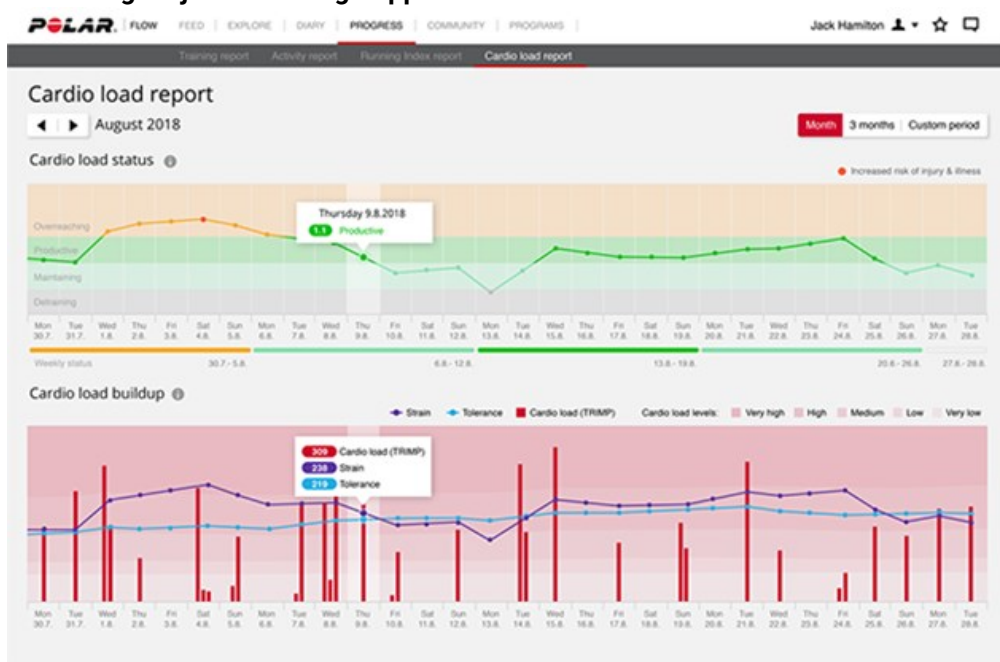 POLAR. FLOW FEED EXPLORE DIARY PROGRESS COMMUNITY PROGRAMS Jack Hamilton
Training report Activity report Running Index report Cardio load report
Cardio load report
August 2018
Month 3 months Custom period
Cardio load status
Increased risk of injury & illness
Overreaching
Productive
Maintaining
Detraining
Thursday 9.8.2018
1.1 Productive
Mon Tue Wed Thu Fri Sat Sun Mon Tue Wed Thu Fri Sat Sun Mon Tue Wed Thu Fri Sat Sun Mon Tue Wed Thu Fri Sat Sun Mon Tue
30.7. 31.7. 1.8. 2.8. 3.8. 4.8. 5.8. 6.8. 7.8. 8.8. 9.8. 10.8. 11.8. 12.8. 13.8. 14.8. 15.8. 16.8. 17.8. 18.8. 19.8. 20.8. 21.8. 22.8. 23.8. 24.8. 25.8. 26.8. 27.8. 28.8.
Weekly status 30.7.- 5.8. 6.8.- 12.8. 13.8.- 19.8. 20.8.- 26.8. 27.8.- 28.8.
Cardio load buildup
Strain Tolerance Cardio load (TRIMP) Cardio load levels: Very high High Medium Low Very low
309 Cardio load (TRIMP)
238 Strain
219 Tolerance
Mon Tue Wed Thu Fri Sat Sun Mon Tue Wed Thu Fri Sat Sun Mon Tue Wed Thu Fri Sat Sun Mon Tue Wed Thu Fri Sat Sun Mon Tue
30.7. 31.7. 1.8. 2.8. 3.8. 4.8. 5.8. 6.8. 7.8. 8.8. 9.8. 10.8. 11.8. 12.8. 13.8. 14.8. 15.8. 16.8. 17.8. 18.8. 19.8. 20.8. 21.8. 22.8. 23.8. 24.8. 25.8. 26.8. 27.8. 28.8.